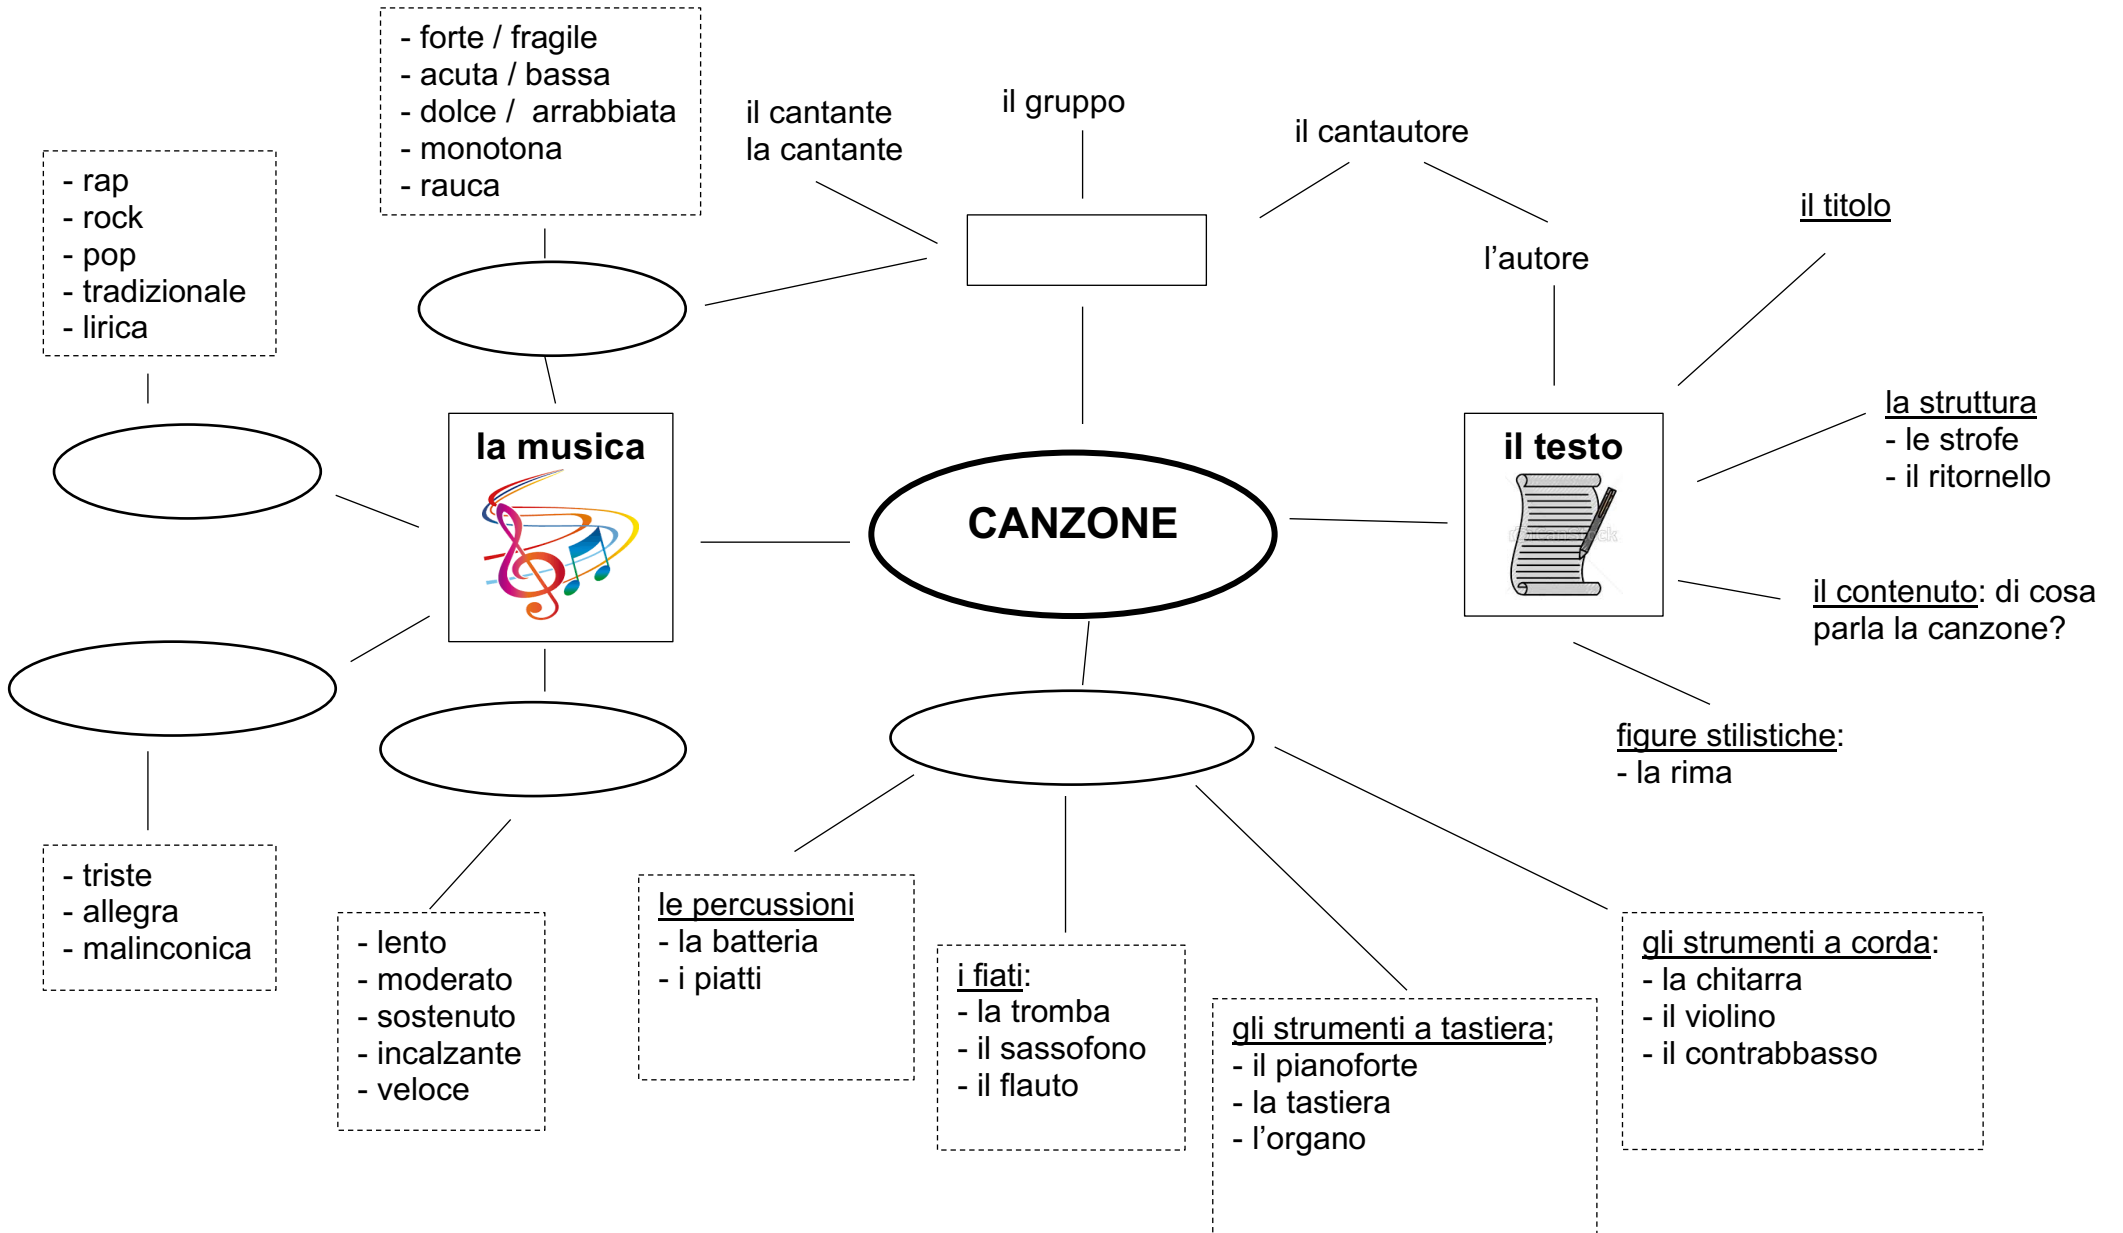 - forte / fragile
- acuta / bassa
- dolce / arrabbiata
- monotona
- rauca
il cantante
la cantante
il gruppo
il cantautore
- rap
- rock
- pop
- tradizionale
- lirica
il titolo
l'autore
la musica
CANZONE
il testo
la struttura
- le strofe
- il ritornello
il contenuto: di cosa
parla la canzone?
figure stilistiche:
- la rima
- triste
- allegra
- malinconica
- lento
- moderato
- sostenuto
- incalzante
- veloce
le percussioni
- la batteria
- i piatti
i fiati:
- la tromba
- il sassofono
- il flauto
gli strumenti a tastiera;
- il pianoforte
- la tastiera
- l'organo
gli strumenti a corda:
- la chitarra
- il violino
- il contrabbasso